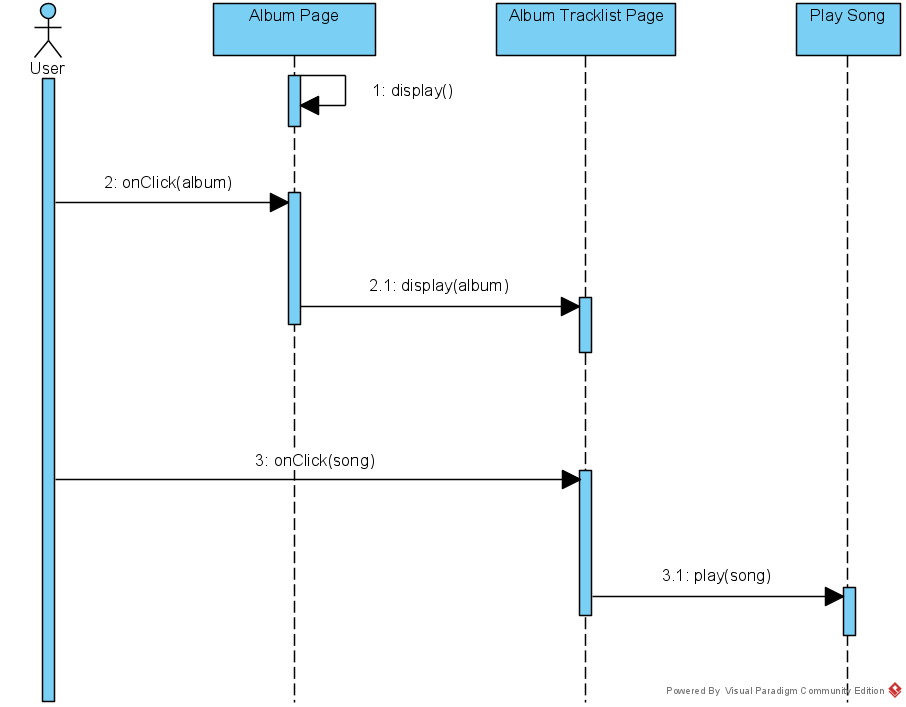 Album Page
Album Tracklist Page
Play Song
User
1: display()
2: onClick(album)
2.1: display(album)
3: onClick(song)
3.1: play(song)
Powered By Visual Paradigm Community Edition